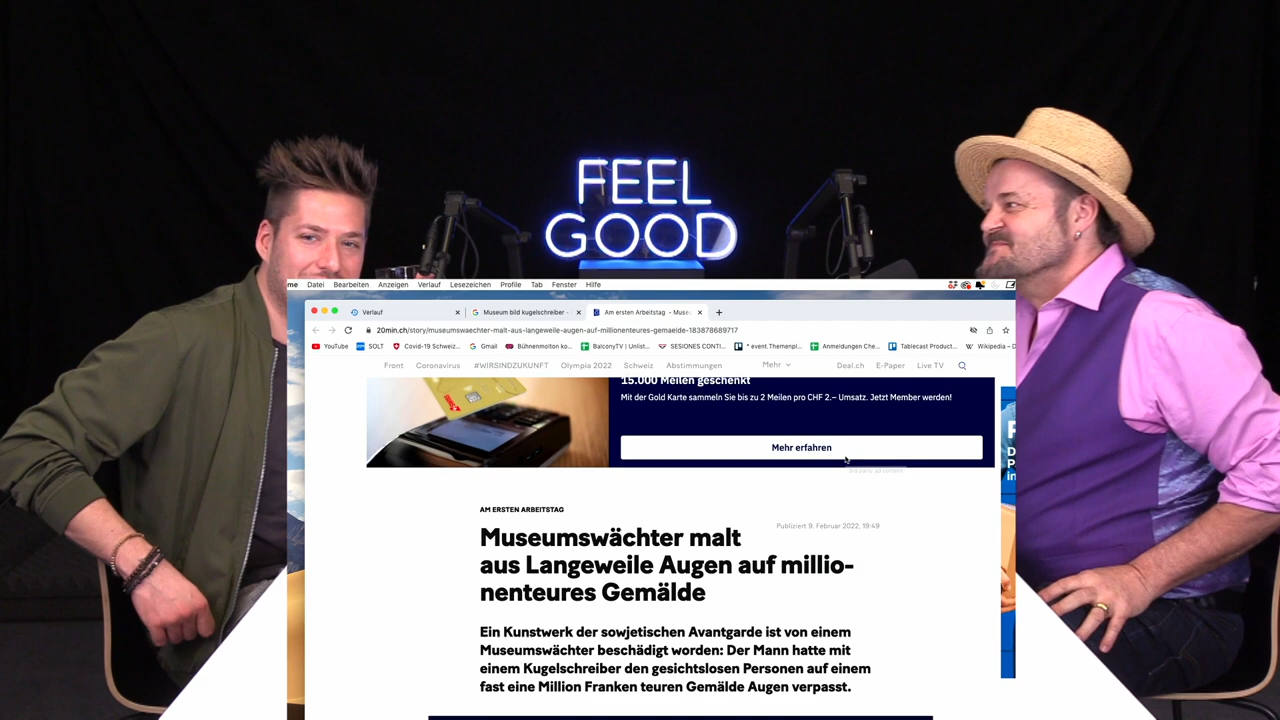 FEEL
GOOD
me Datei Bearbeiten Anzeigen Verlauf Lesezeichen Profile Tab Fenster Hilfe
Verlauf
Museum bild kugelschreiber -
Am ersten Arbeitstag - Muse
20min.ch/story/museumswaechter-malt-aus-langeweile-augen-auf-millionenteures-gemaelde-183878689717
YouTube SOLT Covid-19 Schweiz... Gmail Bühnenmolton ko... BalconyTV | Unlist... SESIONES CONTI... * event.Themenpl... Anmeldungen Che... Tablecast Product... Wikipedia – D
Front Coronavirus #WIRSINDZUKUNFT Olympia 2022 Schweiz Abstimmungen Mehr Deal.ch E-Paper Live TV
15.000 Meilen geschenkt
Mit der Gold Karte sammeln Sie bis zu 2 Meilen pro CHF 2.– Umsatz. Jetzt Member werden!
Mehr erfahren
3rd party ad content
AM ERSTEN ARBEITSTAG
Publiziert 9. Februar 2022, 19:49
Museumswächter malt
aus Langeweile Augen auf millio-
nenteures Gemälde
Ein Kunstwerk der sowjetischen Avantgarde ist von einem
Museumswächter beschädigt worden: Der Mann hatte mit
einem Kugelschreiber den gesichtslosen Personen auf einem
fast eine Million Franken teuren Gemälde Augen verpasst.